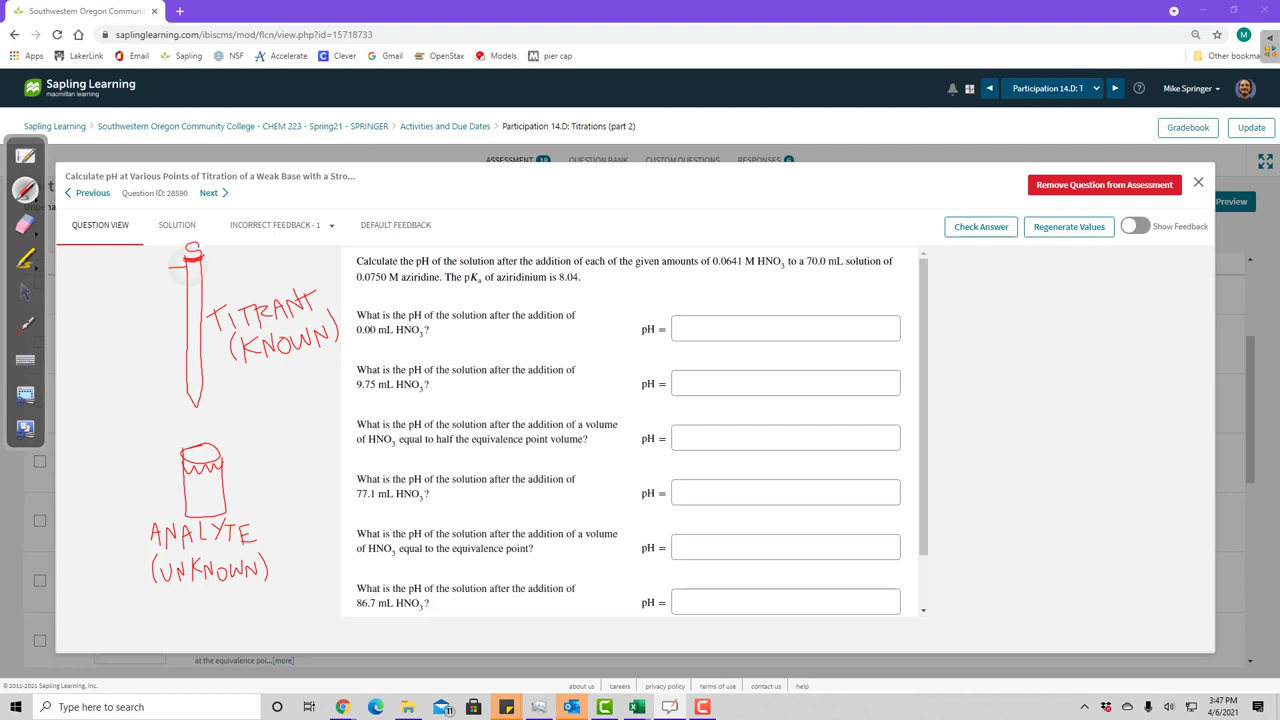 Southwestern Oregon Communit
saplinglearning.com/ibiscms/mod/flcn/view.php?id=15718733
M
Apps LakerLink Email Sapling NSF Accelerate Clever Gmail OpenStax Models pier cap Other bookma
Sapling Learning
macmillan learning
Participation 14.D: T
Mike Springer
Sapling Learning > Southwestern Oregon Community College - CHEM 223 - Spring21 - SPRINGER > Activities and Due Dates > Participation 14.D: Titrations (part 2)
Gradebook
Update
ASSESSMENT 18 QUESTION BANK CUSTOM QUESTIONS RESPONSES 6
Preview
Calculate pH at Various Points of Titration of a Weak Base with a Stro...
Previous Question ID: 28590 Next
Remove Question from Assessment
QUESTION VIEW SOLUTION INCORRECT FEEDBACK - 1 DEFAULT FEEDBACK
Check Answer
Regenerate Values
Show Feedback
Calculate the pH of the solution after the addition of each of the given amounts of 0.0641 M HNO₃ to a 70.0 mL solution of
0.0750 M aziridine. The pKₐ of aziridinium is 8.04.
What is the pH of the solution after the addition of
0.00 mL HNO₃?
pH =
What is the pH of the solution after the addition of
9.75 mL HNO₃?
pH =
What is the pH of the solution after the addition of a volume
of HNO₃ equal to half the equivalence point volume?
pH =
What is the pH of the solution after the addition of
77.1 mL HNO₃?
pH =
What is the pH of the solution after the addition of a volume
of HNO₃ equal to the equivalence point?
pH =
What is the pH of the solution after the addition of
86.7 mL HNO₃?
pH =
TITRANT
(KNOWN)
ANALYTE
(UNKNOWN)
at the equivalence poi...[more]
© 2011-2021 Sapling Learning, Inc.
about us careers privacy policy terms of use contact us help
Type here to search
11
3:47 PM
4/6/2021